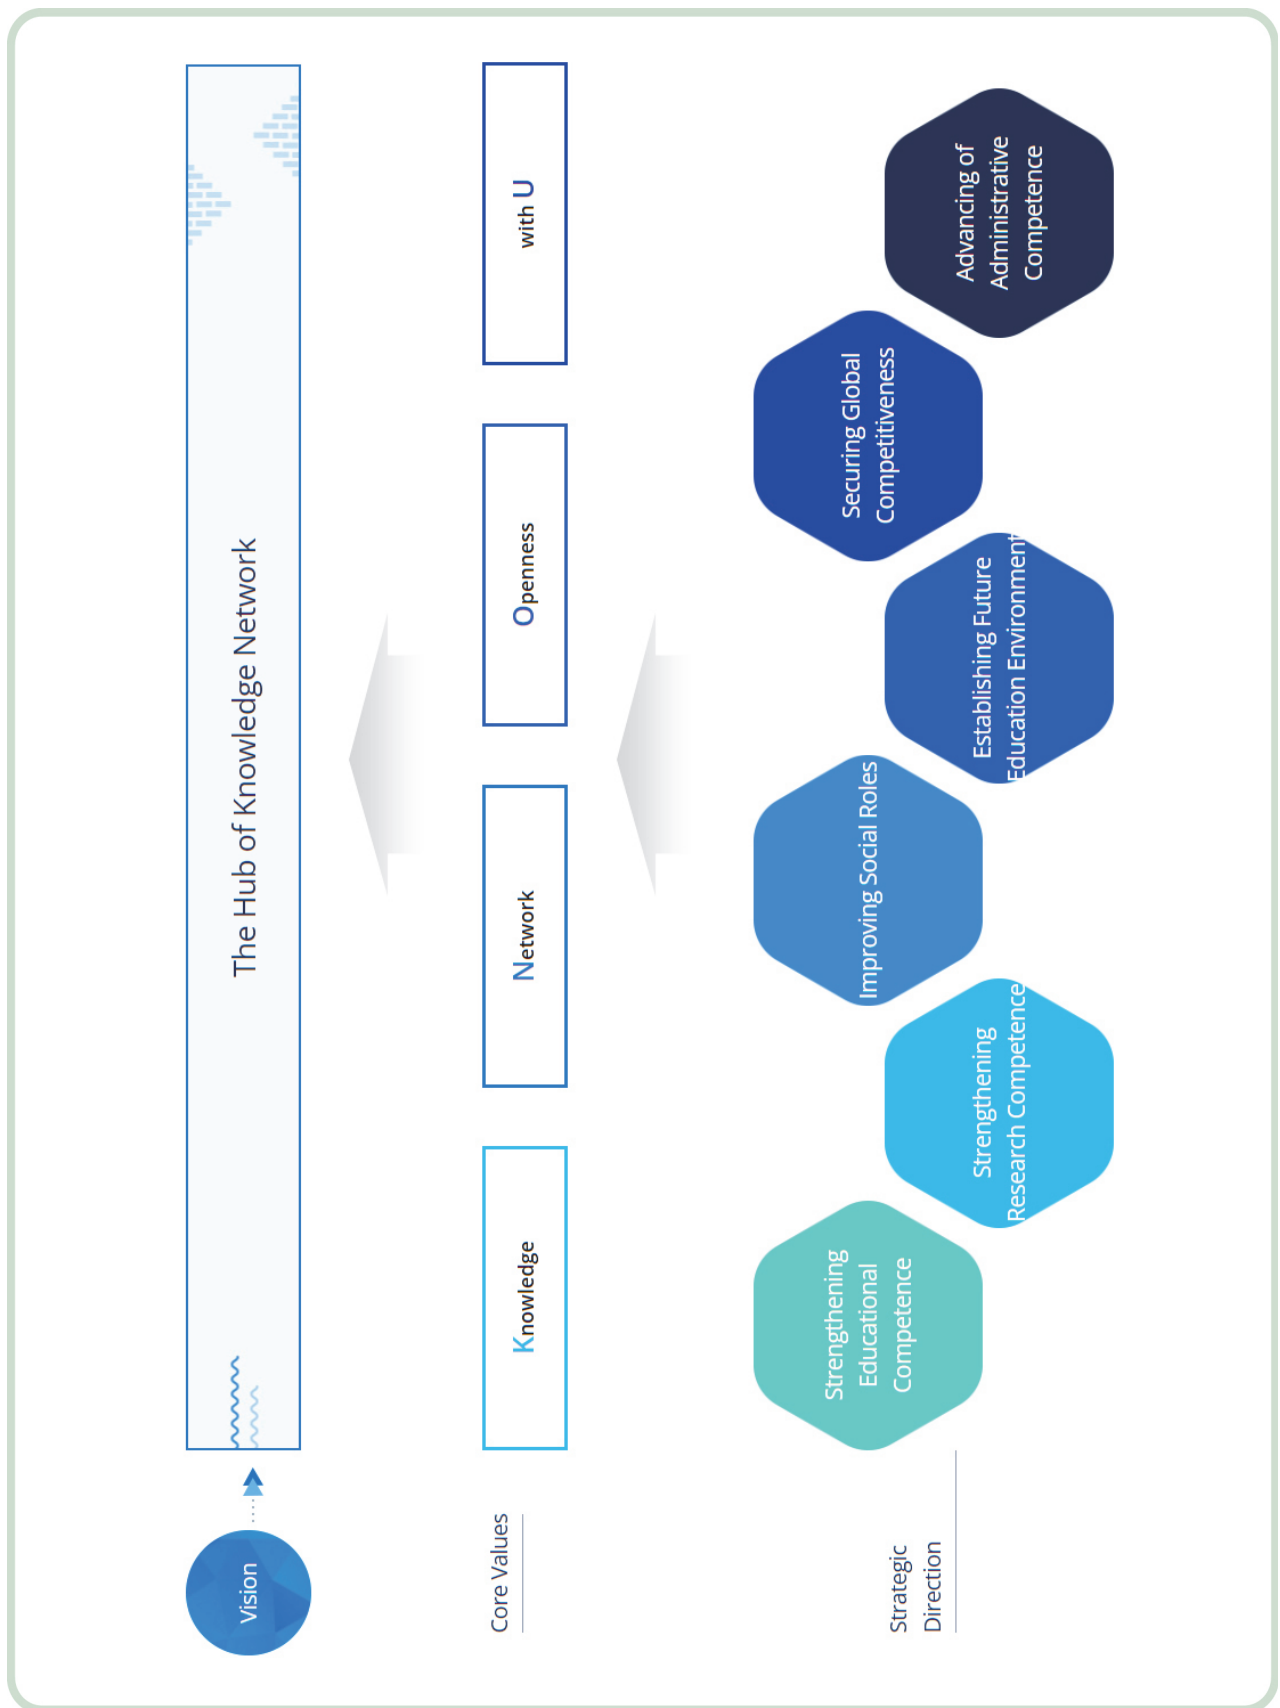 Vision
The Hub of Knowledge Network
Core Values
Knowledge
Network
Openness
with U
Strategic
Direction
Strengthening
Educational
Competence
Strengthening
Research Competence
Improving Social Roles
Establishing Future
Education Environment
Securing Global
Competitiveness
Advancing of
Administrative
Competence